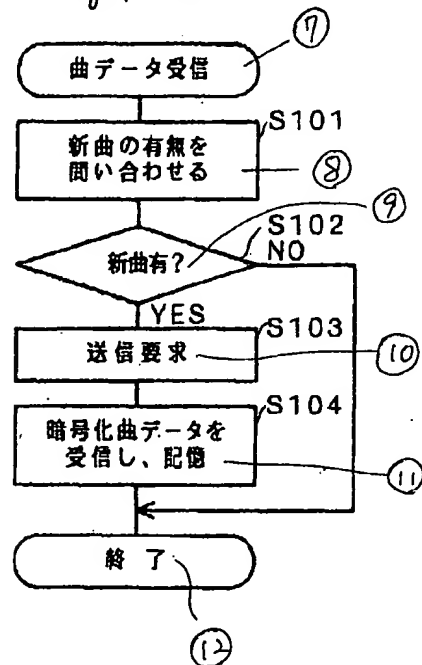 ⑦
曲データ受信
S101
新曲の有無を
問い合わせる
⑧
⑨
S102
新曲有?
NO
YES
S103
送信要求
⑩
S104
暗号化曲データを
受信し、記憶
⑪
終了
⑫